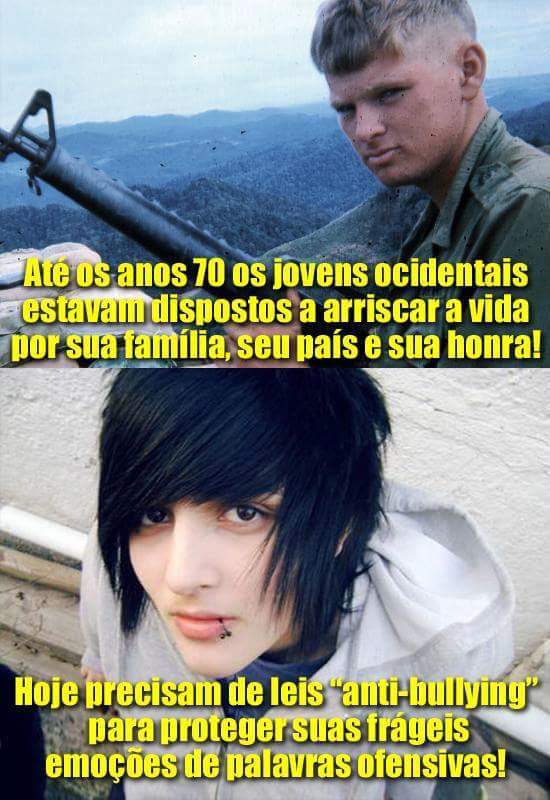 Até os anos 70 os jovens ocidentais
estavam dispostos a arriscar a vida
por sua família, seu país e sua honra!
Hoje precisam de leis “anti-bullying”
para proteger suas frágeis
emoções de palavras ofensivas!